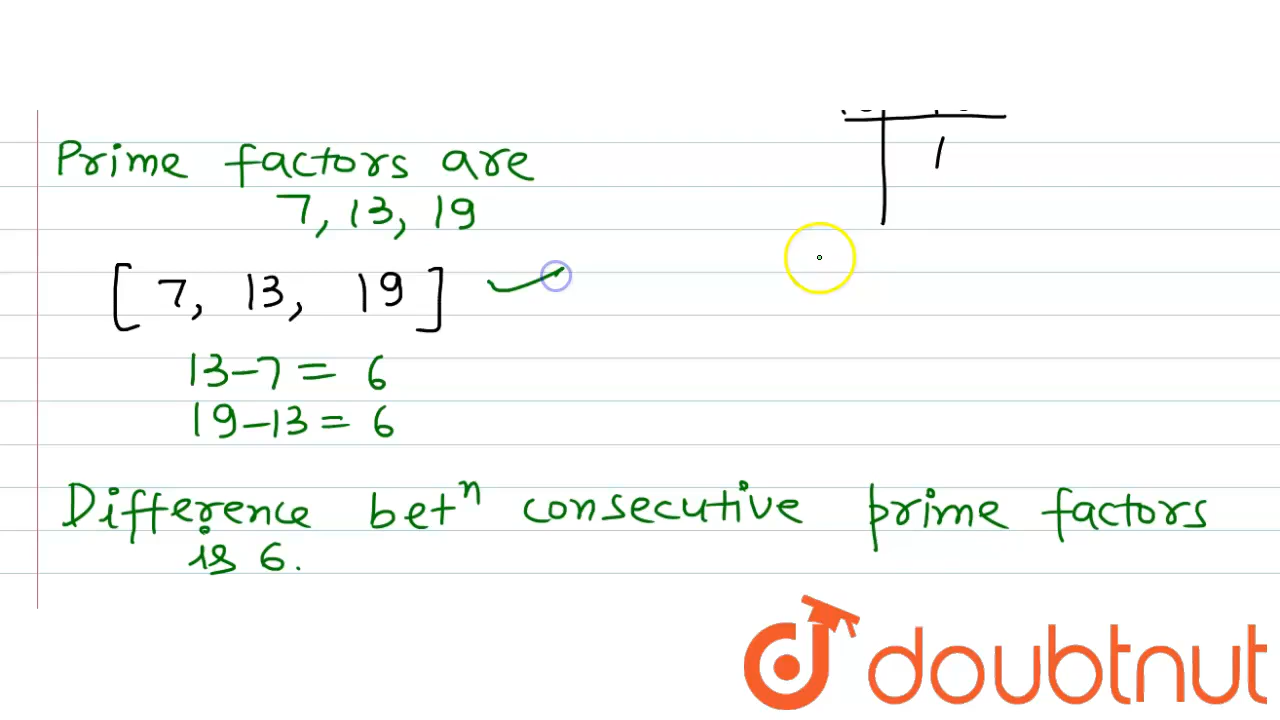 Prime factors are
7, 13, 19
1
[7, 13, 19]
13-7 = 6
19-13 = 6
Difference betⁿ consecutive prime factors
is 6.
doubtnut